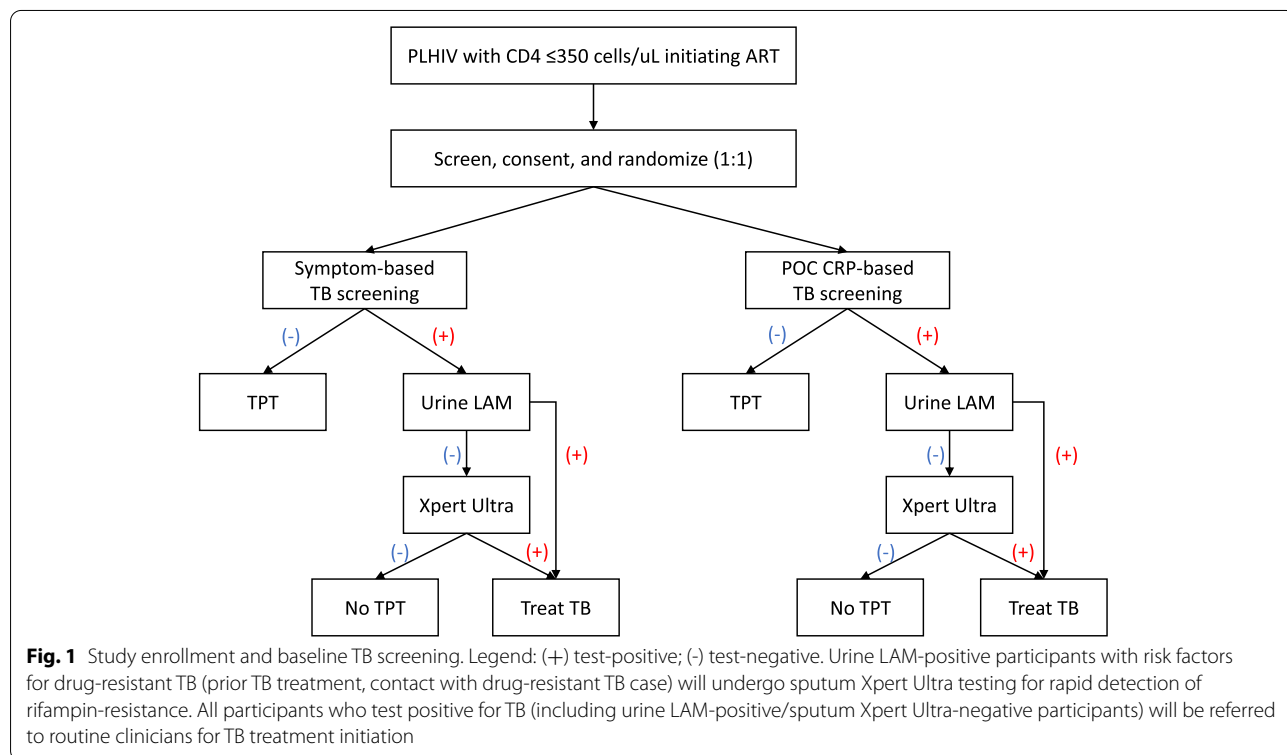 PLHIV with CD4 ≤350 cells/uL initiating ART
Screen, consent, and randomize (1:1)
Symptom-based
TB screening
POC CRP-based
TB screening
(-)
(+)
(-)
(+)
TPT
Urine LAM
TPT
Urine LAM
(-)
(+)
(-)
(+)
Xpert Ultra
Xpert Ultra
(-)
(+)
(-)
(+)
No TPT
Treat TB
No TPT
Treat TB
Fig. 1 Study enrollment and baseline TB screening. Legend: (+) test-positive; (-) test-negative. Urine LAM-positive participants with risk factors
for drug-resistant TB (prior TB treatment, contact with drug-resistant TB case) will undergo sputum Xpert Ultra testing for rapid detection of
rifampin-resistance. All participants who test positive for TB (including urine LAM-positive/sputum Xpert Ultra-negative participants) will be referred
to routine clinicians for TB treatment initiation